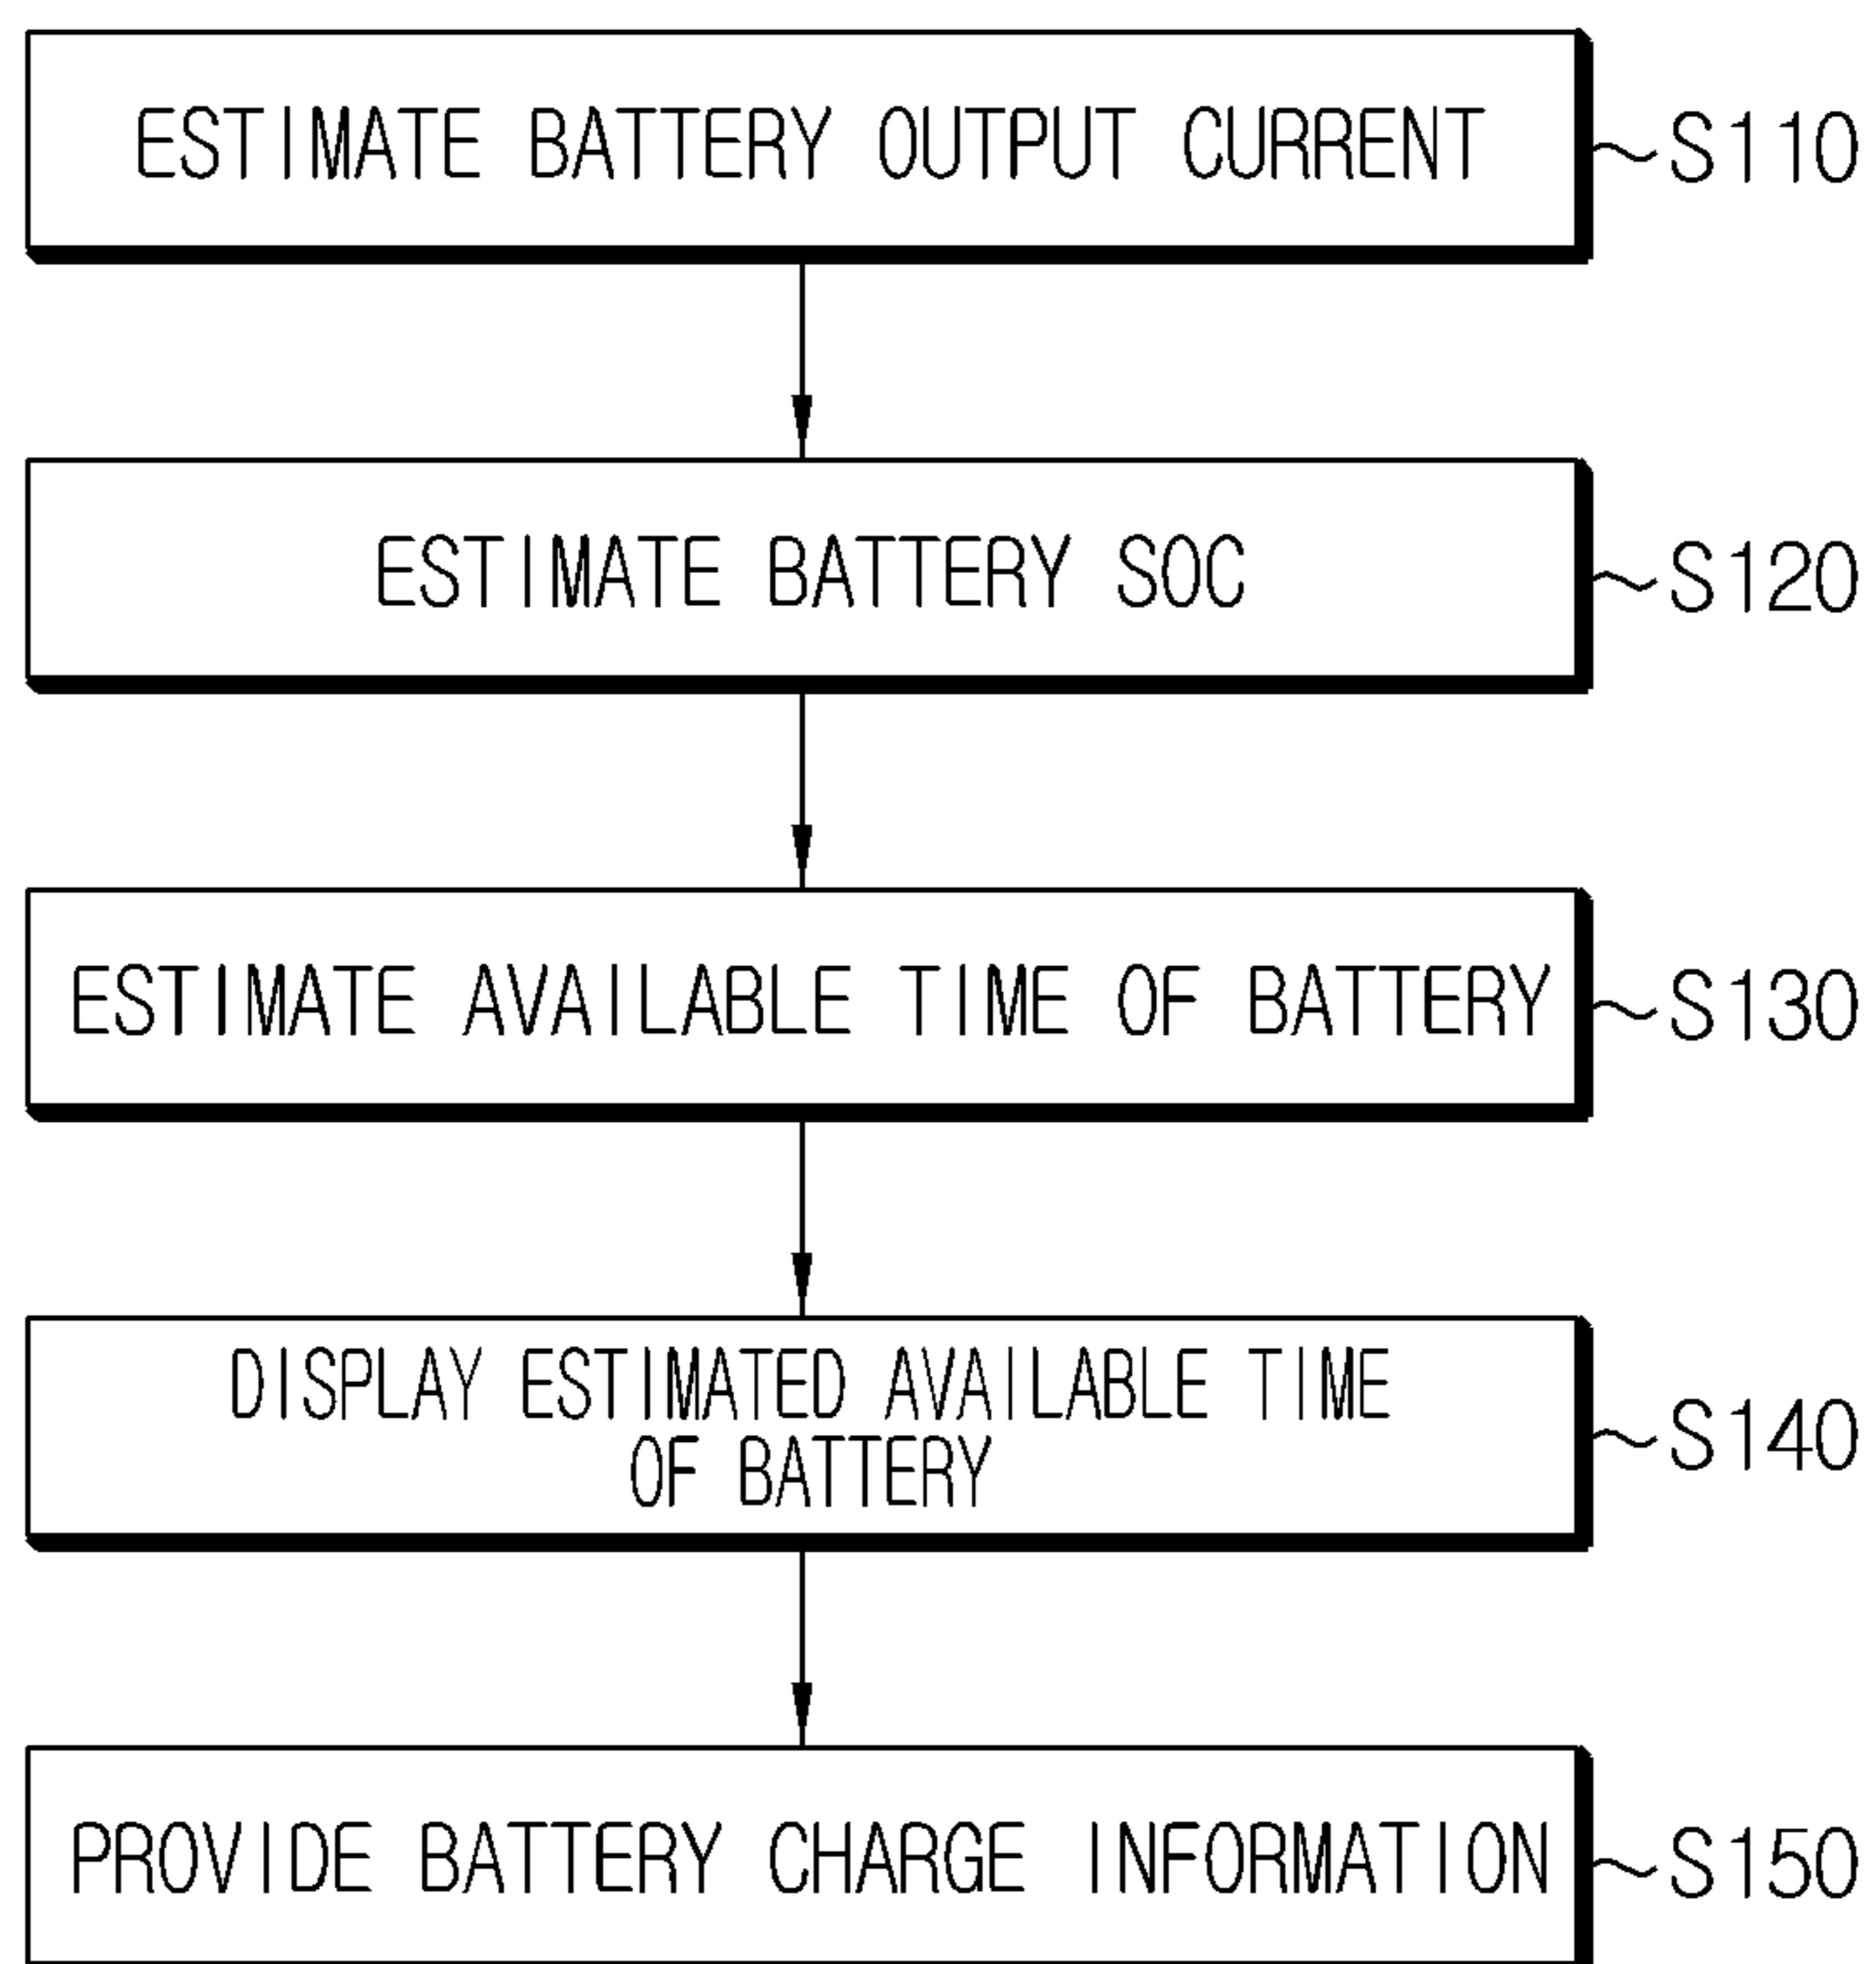 ESTIMATE BATTERY OUTPUT CURRENT
S110
ESTIMATE BATTERY SOC
S120
ESTIMATE AVAILABLE TIME OF BATTERY
S130
DISPLAY ESTIMATED AVAILABLE TIME
OF BATTERY
S140
PROVIDE BATTERY CHARGE INFORMATION
S150